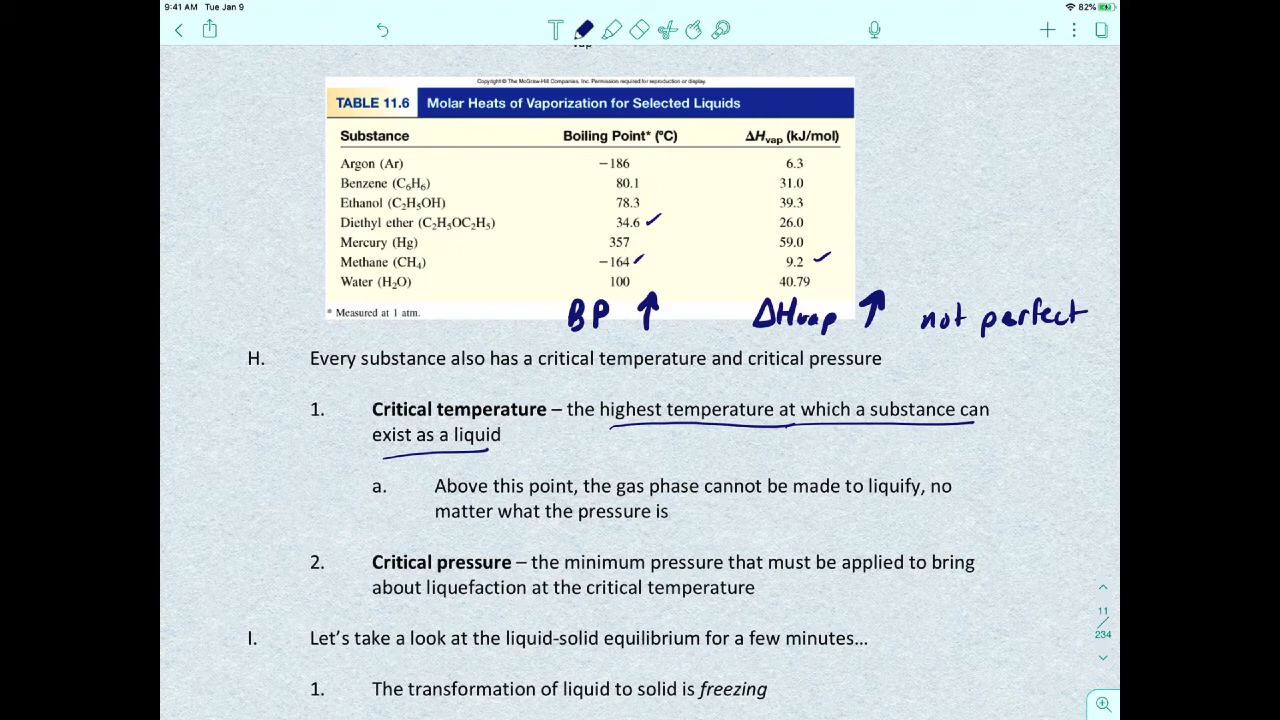 9:41 AM Tue Jan 9
82%
vap
Copyright © The McGraw-Hill Companies, Inc. Permission required for reproduction or display.
TABLE 11.6 Molar Heats of Vaporization for Selected Liquids
Substance Boiling Point* (°C) ΔHvap (kJ/mol)
Argon (Ar) −186 6.3
Benzene (C₆H₆) 80.1 31.0
Ethanol (C₂H₅OH) 78.3 39.3
Diethyl ether (C₂H₅OC₂H₅) 34.6 ✓ 26.0
Mercury (Hg) 357 59.0
Methane (CH₄) −164 ✓ 9.2 ✓
Water (H₂O) 100 40.79
* Measured at 1 atm.
BP ↑ ΔHvap ↑ not perfect
H. Every substance also has a critical temperature and critical pressure
1. Critical temperature – the highest temperature at which a substance can
exist as a liquid
a. Above this point, the gas phase cannot be made to liquify, no
matter what the pressure is
2. Critical pressure – the minimum pressure that must be applied to bring
about liquefaction at the critical temperature
11
/
234
I. Let's take a look at the liquid-solid equilibrium for a few minutes…
1. The transformation of liquid to solid is freezing